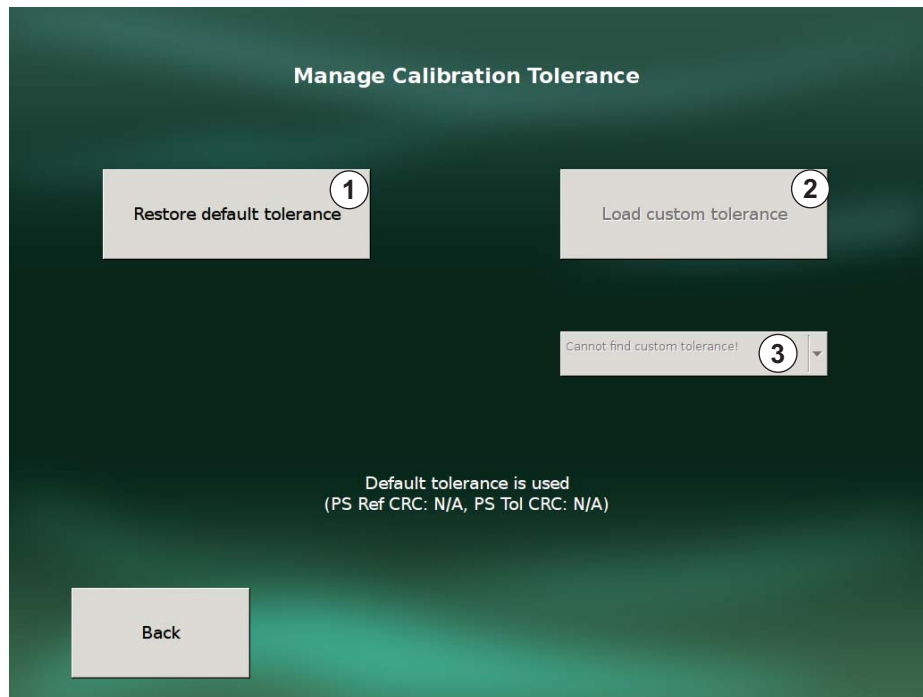 Manage Calibration Tolerance
1
2
Restore default tolerance
Load custom tolerance
Cannot find custom tolerance!
3
Default tolerance is used
(PS Ref CRC: N/A, PS Tol CRC: N/A)
Back